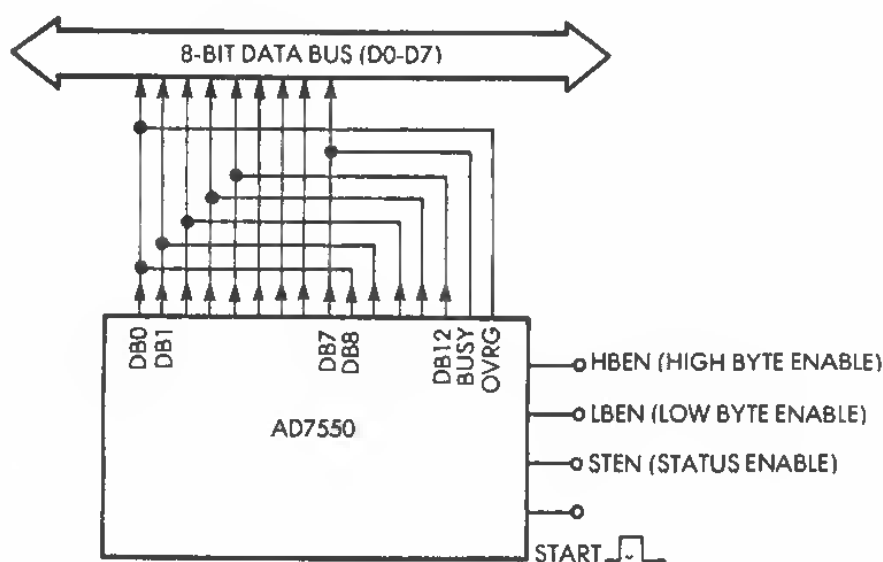 8-BIT DATA BUS (D0-D7)
DB0
DB1
DB7
DB8
DB12
BUSY
OVRG
HBEN (HIGH BYTE ENABLE)
LBEN (LOW BYTE ENABLE)
AD7550
STEN (STATUS ENABLE)
START